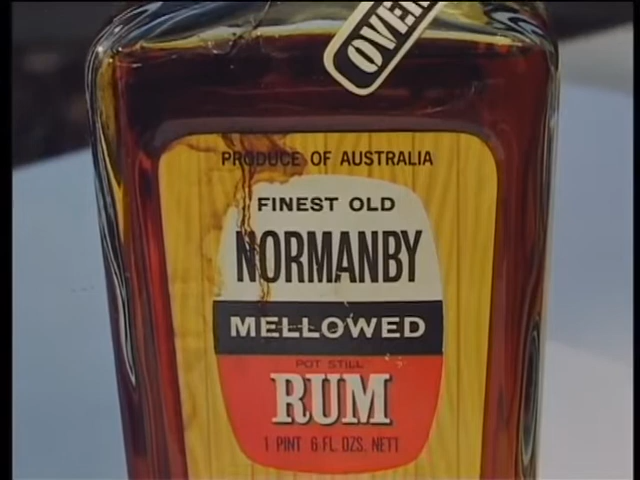 OVER
PRODUCE OF AUSTRALIA
FINEST OLD
NORMANBY
MELLOWED
POT STILL
RUM
1 PINT 6 FL. OZS. NETT